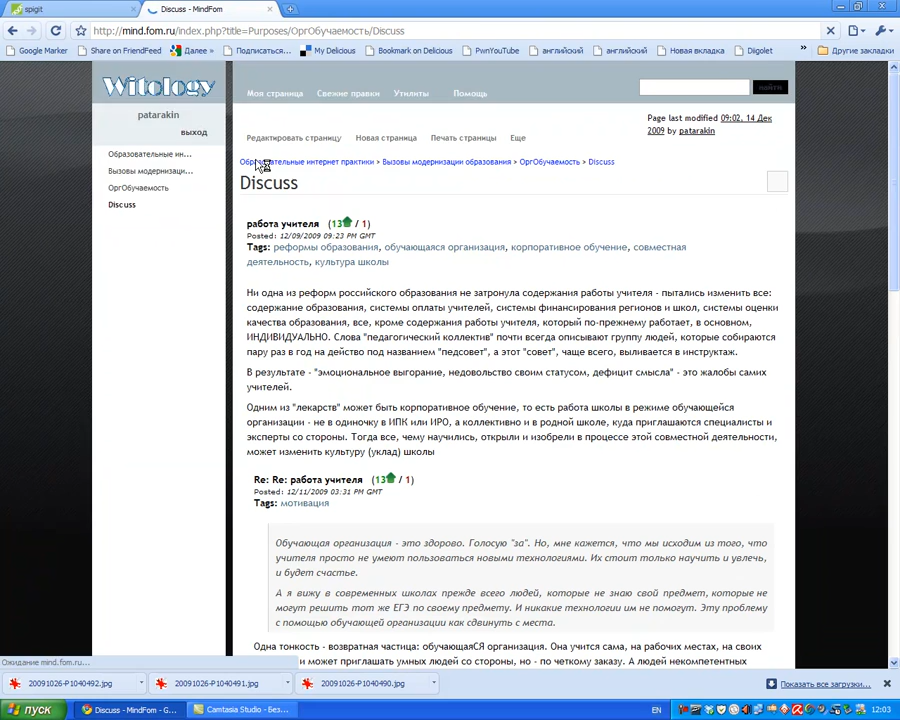 spigit
Discuss - MindFom
http://mind.fom.ru/index.php?title=Purposes/ОргОбучаемость/Discuss
Google Marker
Share on FriendFeed
Далее »
Подписаться...
My Delicious
Bookmark on Delicious
PwnYouTube
английский
английский
Новая вкладка
Diigolet
»
Другие закладки
Witology
patarakin
выход
Образовательные ин...
Вызовы модернизаци...
ОргОбучаемость
Discuss
Моя страница
Свежие правки
Утилиты
Помощь
найти
Page last modified 09:02, 14 Дек
2009 by patarakin
Редактировать страницу
Новая страница
Печать страницы
Еще
Образовательные интернет практики > Вызовы модернизации образования > ОргОбучаемость > Discuss
Discuss
работа учителя (13 / 1)
Posted: 12/09/2009 09:23 PM GMT
Tags: реформы образования, обучающаяся организация, корпоративное обучение, совместная
деятельность, культура школы
Ни одна из реформ российского образования не затронула содержания работы учителя - пытались изменить все:
содержание образования, системы оплаты учителей, системы финансирования регионов и школ, системы оценки
качества образования, все, кроме содержания работы учителя, который по-прежнему работает, в основном,
ИНДИВИДУАЛЬНО. Слова "педагогический коллектив" почти всегда описывают группу людей, которые собираются
пару раз в год на действо под названием "педсовет", а этот "совет", чаще всего, выливается в инструктаж.
В результате - "эмоциональное выгорание, недовольство своим статусом, дефицит смысла" - это жалобы самих
учителей.
Одним из "лекарств" может быть корпоративное обучение, то есть работа школы в режиме обучающейся
организации - не в одиночку в ИПК или ИРО, а коллективно и в родной школе, куда приглашаются специалисты и
эксперты со стороны. Тогда все, чему научились, открыли и изобрели в процессе этой совместной деятельности,
может изменить культуру (уклад) школы
Re: Re: работа учителя (13 / 1)
Posted: 12/11/2009 03:31 PM GMT
Tags: мотивация
Обучающая организация - это здорово. Голосую "за". Но, мне кажется, что мы исходим из того, что
учителя просто не умеют пользоваться новыми технологиями. Их стоит только научить и увлечь,
и будет счастье.
А я вижу в современных школах прежде всего людей, которые не знаю свой предмет, которые не
могут решить тот же ЕГЭ по своему предмету. И никакие технологии им не помогут. Эту проблему
с помощью обучающей организации как сдвинуть с места.
Одна тонкость - возвратная частица: обучающаяСЯ организация. Она учится сама, на рабочих местах, на своих
и может приглашать умных людей со стороны, но - по четкому заказу. А людей некомпетентных
Ожидание mind.fom.ru...
20091026-P1040492.jpg
20091026-P1040491.jpg
20091026-P1040490.jpg
Показать все загрузки...
пуск
Discuss - MindFom - G...
Camtasia Studio - Без...
EN
12:03